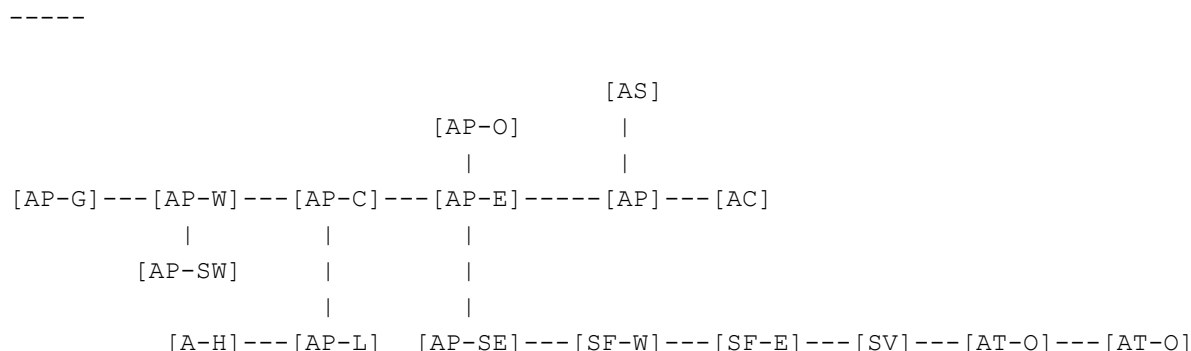 -----
[AS]
[AP-O] |
| |
[AP-G]---[AP-W]---[AP-C]---[AP-E]-----[AP]---[AC]
| | |
[AP-SW] | |
| |
[A-H]---[AP-L] [AP-SE]---[SF-W]---[SF-E]---[SV]---[AT-O]---[AT-O]